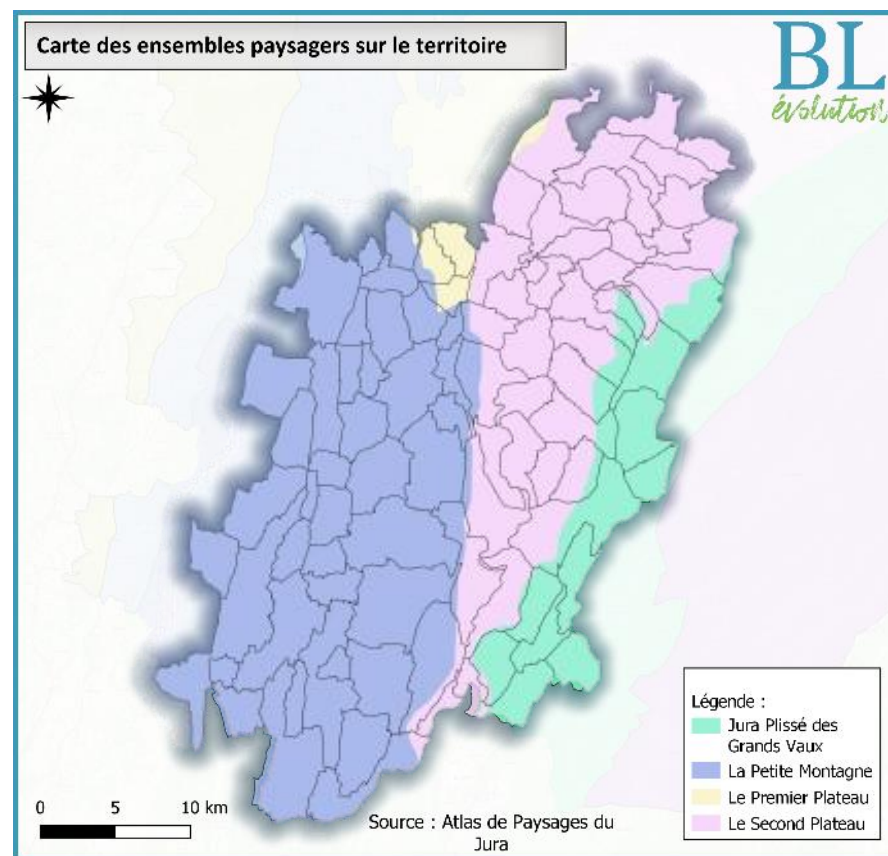 Carte des ensembles paysagers sur le territoire
BL
évolution
Légende :
Jura Plissé des
Grands Vaux
La Petite Montagne
Le Premier Plateau
Le Second Plateau
0 5 10 km
Source : Atlas de Paysages du
Jura